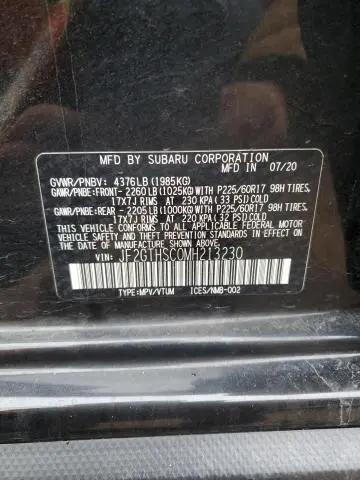 MFD BY SUBARU CORPORATION
MFD IN 07/20
GVWR/PNBV: 4376LB(1985KG)
GAWR/PNBE:FRONT- 2260LB(1025KG)WITH P225/60R17 98H TIRES,
17X7J RIMS AT 230 KPA (33 PSI)COLD
GAWR/PNBE:REAR - 2205LB(1000KG)WITH P225/60R17 98H TIRES,
17X7J RIMS AT 220 KPA (32 PSI)COLD
THIS VEHICLE CONFORMS TO ALL APPLICABLE FEDERAL MOTOR VEHICLE
SAFETY, BUMPER, AND THEFT PREVENTION STANDARDS IN EFFECT ON THE
DATE OF MANUFACTURE SHOWN ABOVE.
VIN: JF2GTHSC0MH213230
TYPE:MPV/VTUM ICES/NMB-002